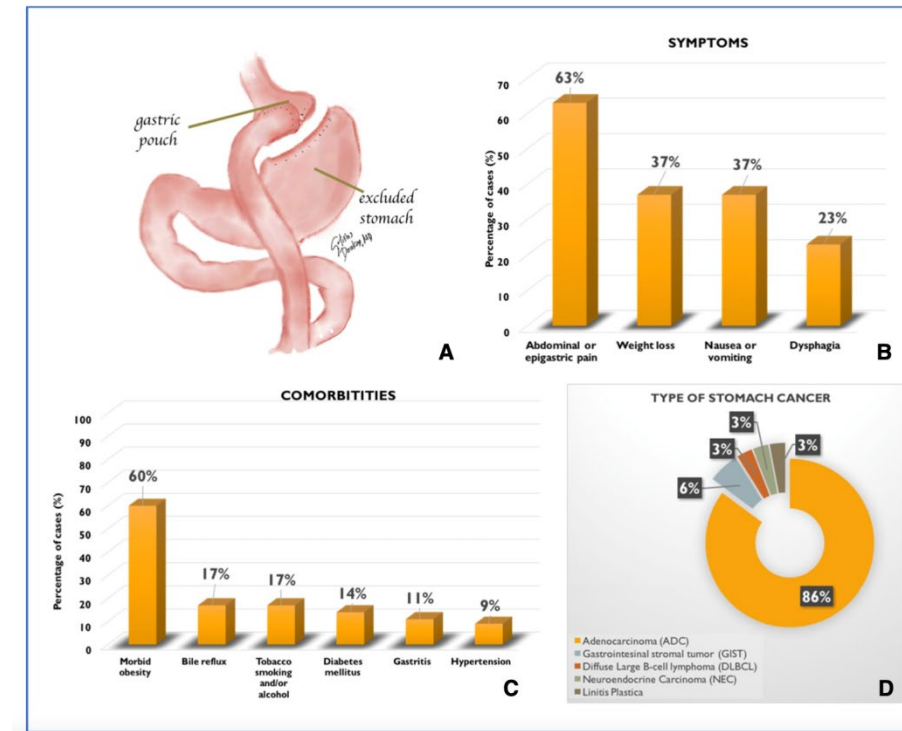 gastric
pouch
excluded
stomach
A
SYMPTOMS
Percentage of cases (%)
70
60
50
40
30
20
10
0
63%
37%
37%
23%
Abdominal or
epigastric pain
Weight loss
Nausea or
vomiting
Dysphagia
B
COMORBITITIES
Percentage of cases (%)
100
90
80
70
60
50
40
30
20
10
0
60%
17%
17%
14%
11%
9%
Morbid
obesity
Bile reflux
Tobacco
smoking
and/or
alcohol
Diabetes
mellitus
Gastritis
Hypertension
C
TYPE OF STOMACH CANCER
3%
3%
3%
6%
86%
Adenocarcinoma (ADC)
Gastrointesinal stromal tumor (GIST)
Diffuse Large B-cell lymphoma (DLBCL)
Neuroendocrine Carcinoma (NEC)
Linitis Plastica
D